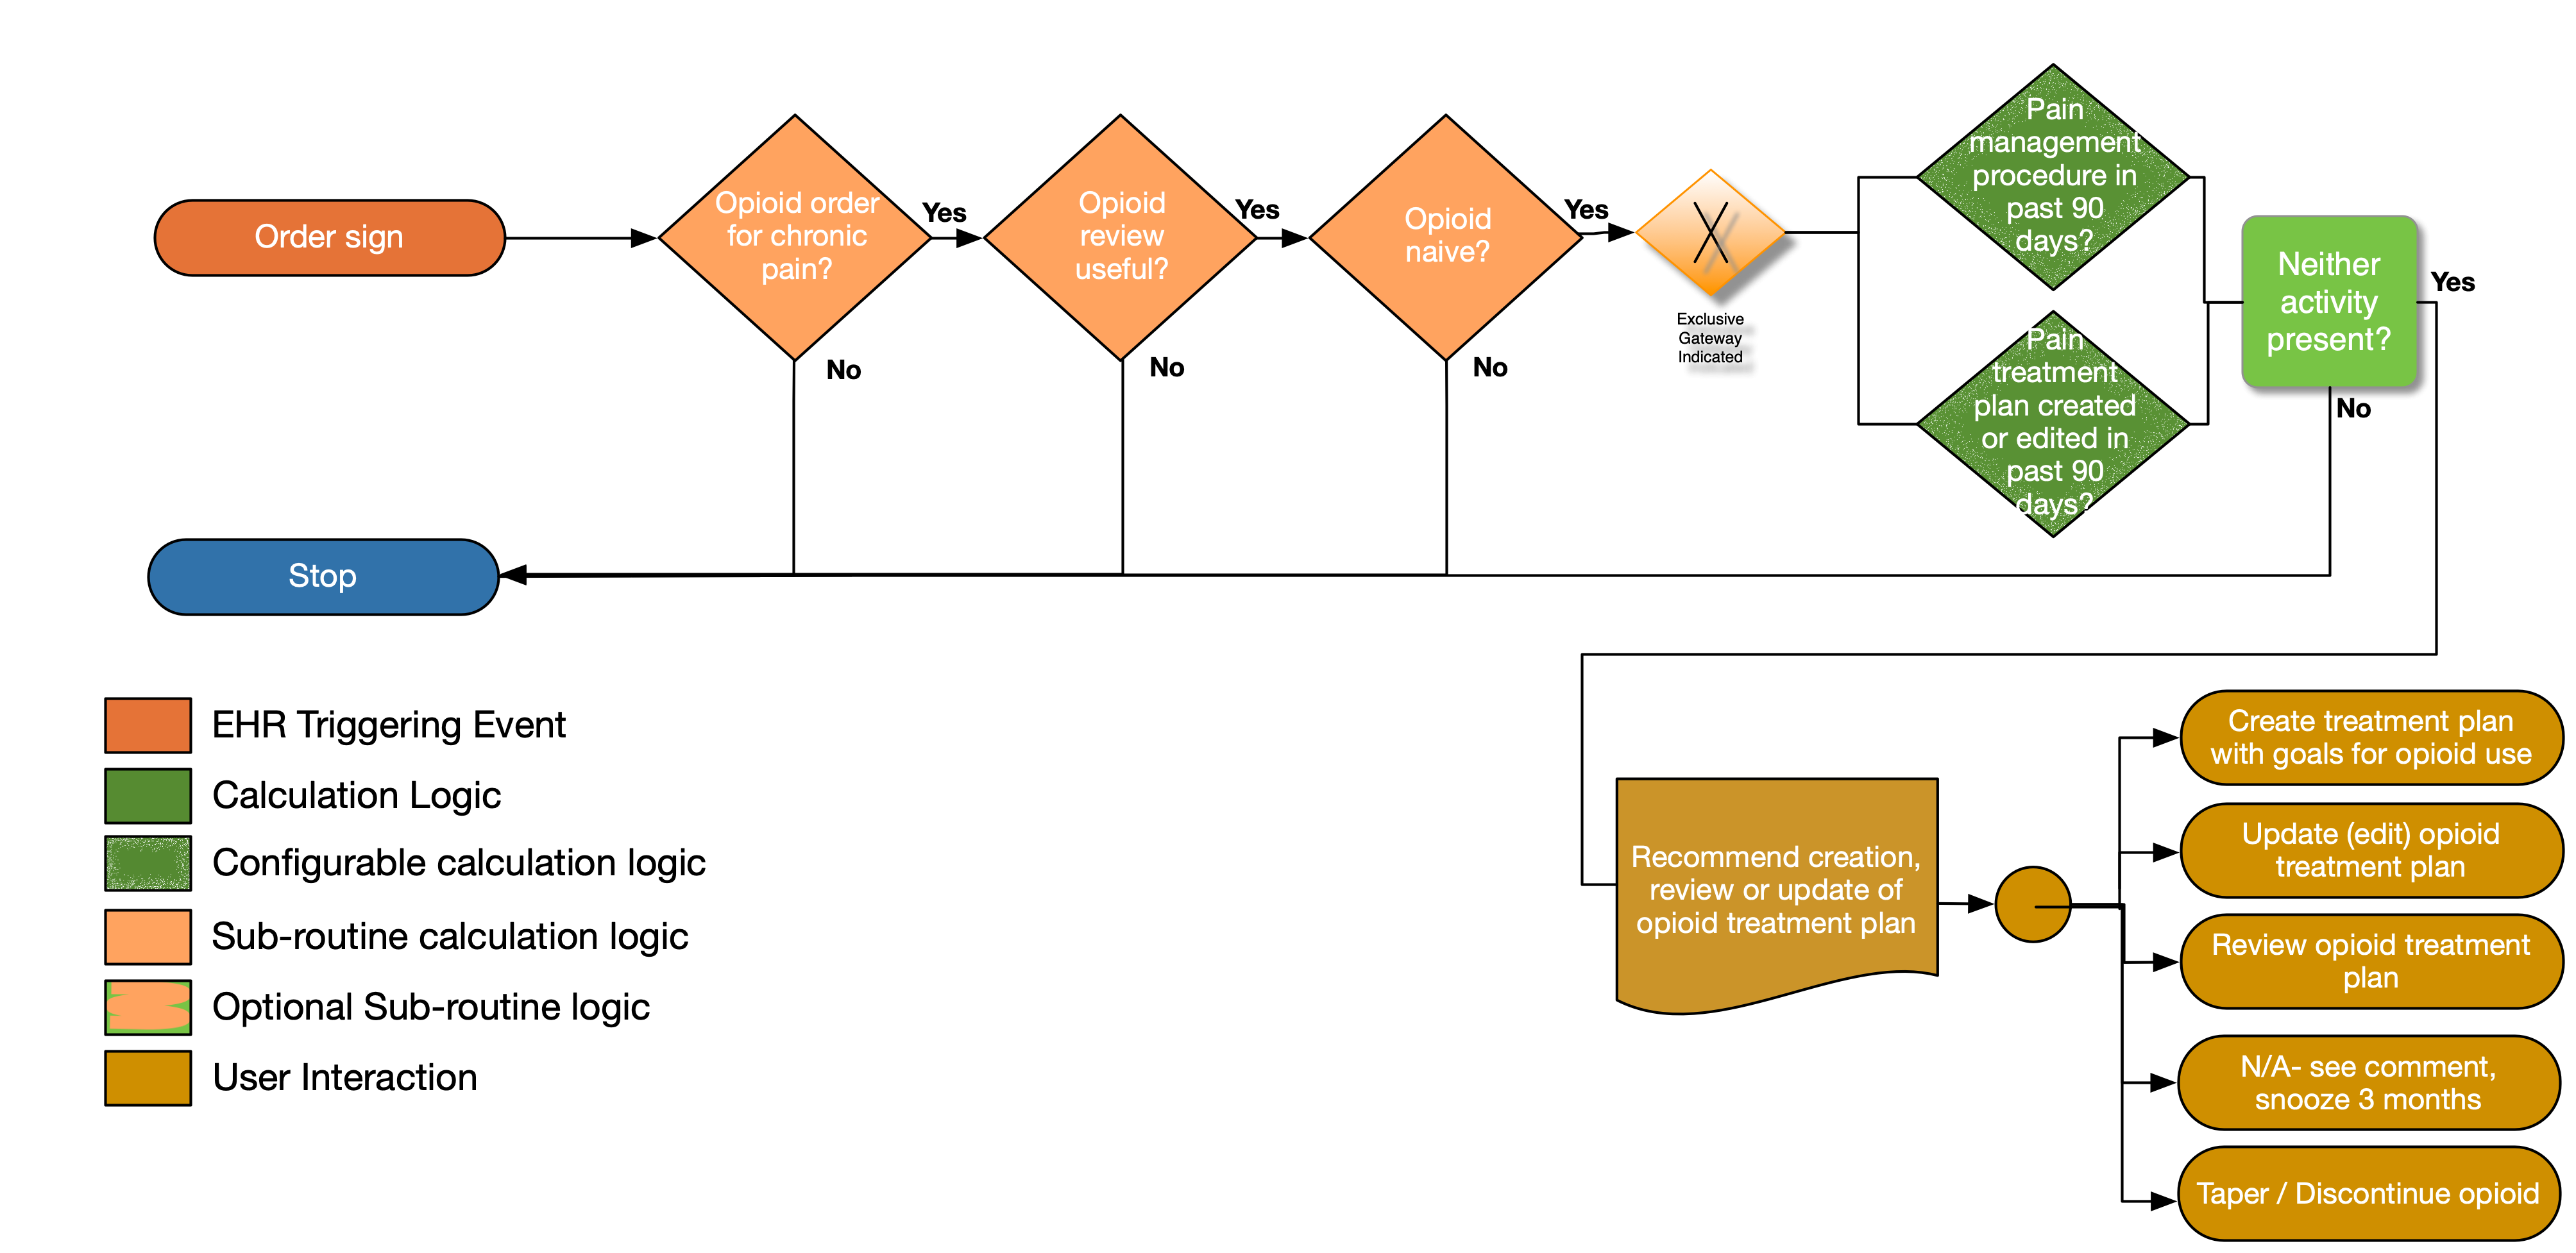 Order sign
Opioid order
for chronic
pain?
Yes
No
Opioid
review
useful?
Yes
No
Opioid
naive?
Yes
No
Exclusive
Gateway
Indicated
Pain
management
procedure in
past 90
days?
Pain
treatment
plan created
or edited in
past 90
days?
Neither
activity
present?
Yes
No
Stop
EHR Triggering Event
Calculation Logic
Configurable calculation logic
Sub-routine calculation logic
Optional Sub-routine logic
User Interaction
Recommend creation,
review or update of
opioid treatment plan
Create treatment plan
with goals for opioid use
Update (edit) opioid
treatment plan
Review opioid treatment
plan
N/A- see comment,
snooze 3 months
Taper / Discontinue opioid